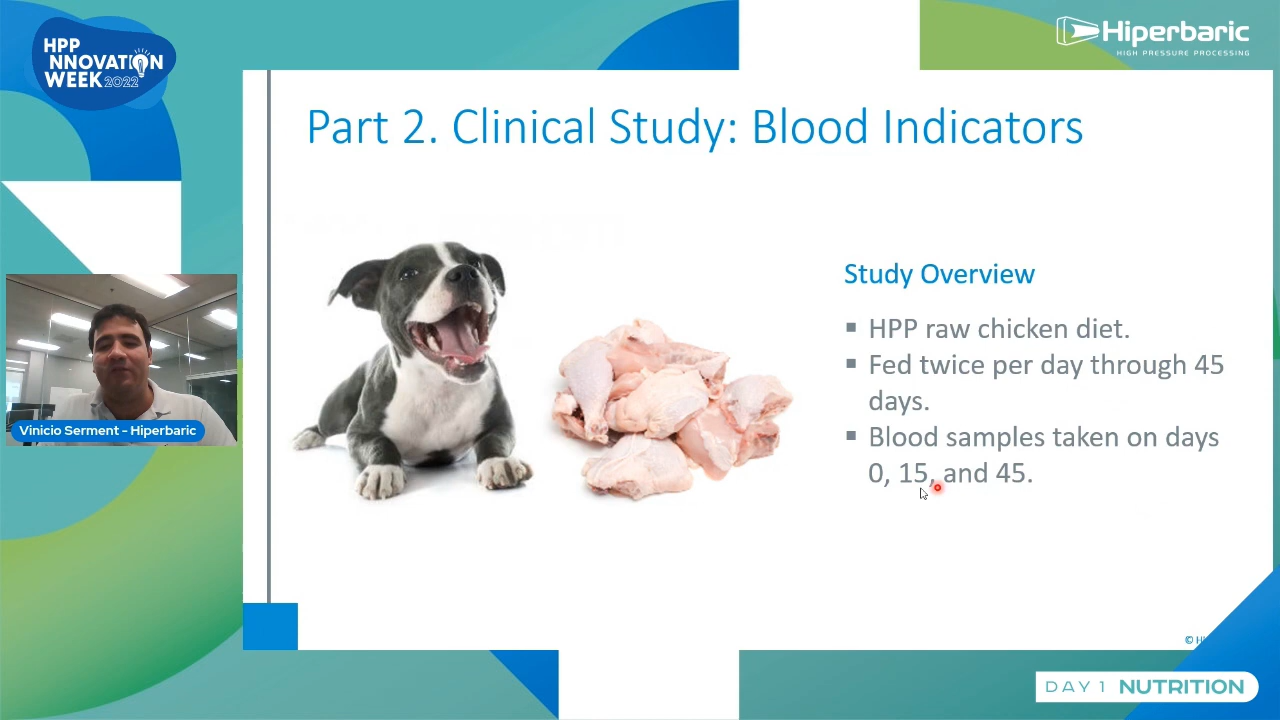 HPP
INNOVATION
WEEK 2022
Hiperbaric
HIGH PRESSURE PROCESSING
Part 2. Clinical Study: Blood Indicators
Study Overview
▪ HPP raw chicken diet.
▪ Fed twice per day through 45
days.
▪ Blood samples taken on days
0, 15, and 45.
Vinicio Serment - Hiperbaric
©
DAY 1 NUTRITION